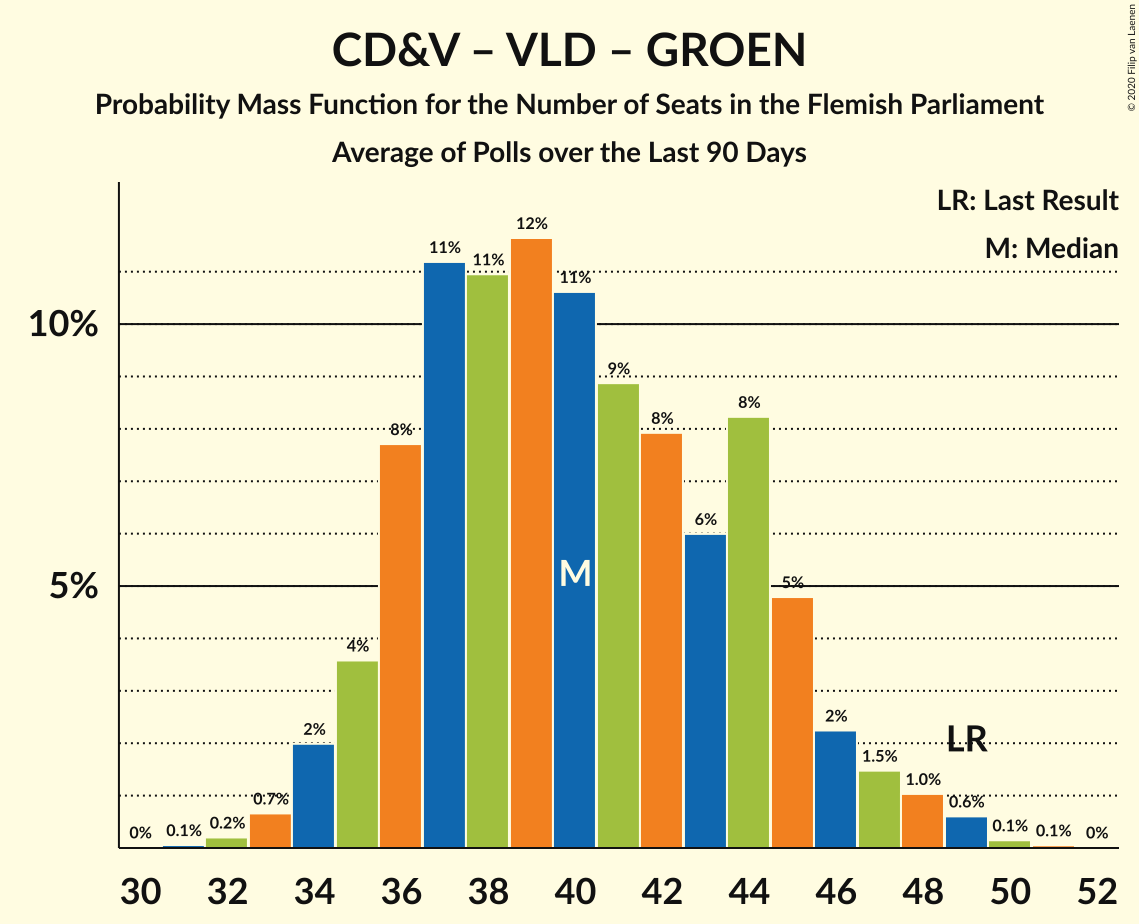 CD&V – VLD – GROEN
Probability Mass Function for the Number of Seats in the Flemish Parliament
Average of Polls over the Last 90 Days
© 2020 Filip van Laenen
LR: Last Result
M: Median
10%
5%
0%
0.1%
0.2%
0.7%
2%
4%
8%
11%
11%
12%
11%
9%
8%
6%
8%
5%
2%
1.5%
1.0%
0.6%
0.1%
0.1%
0%
M
LR
30 32 34 36 38 40 42 44 46 48 50 52